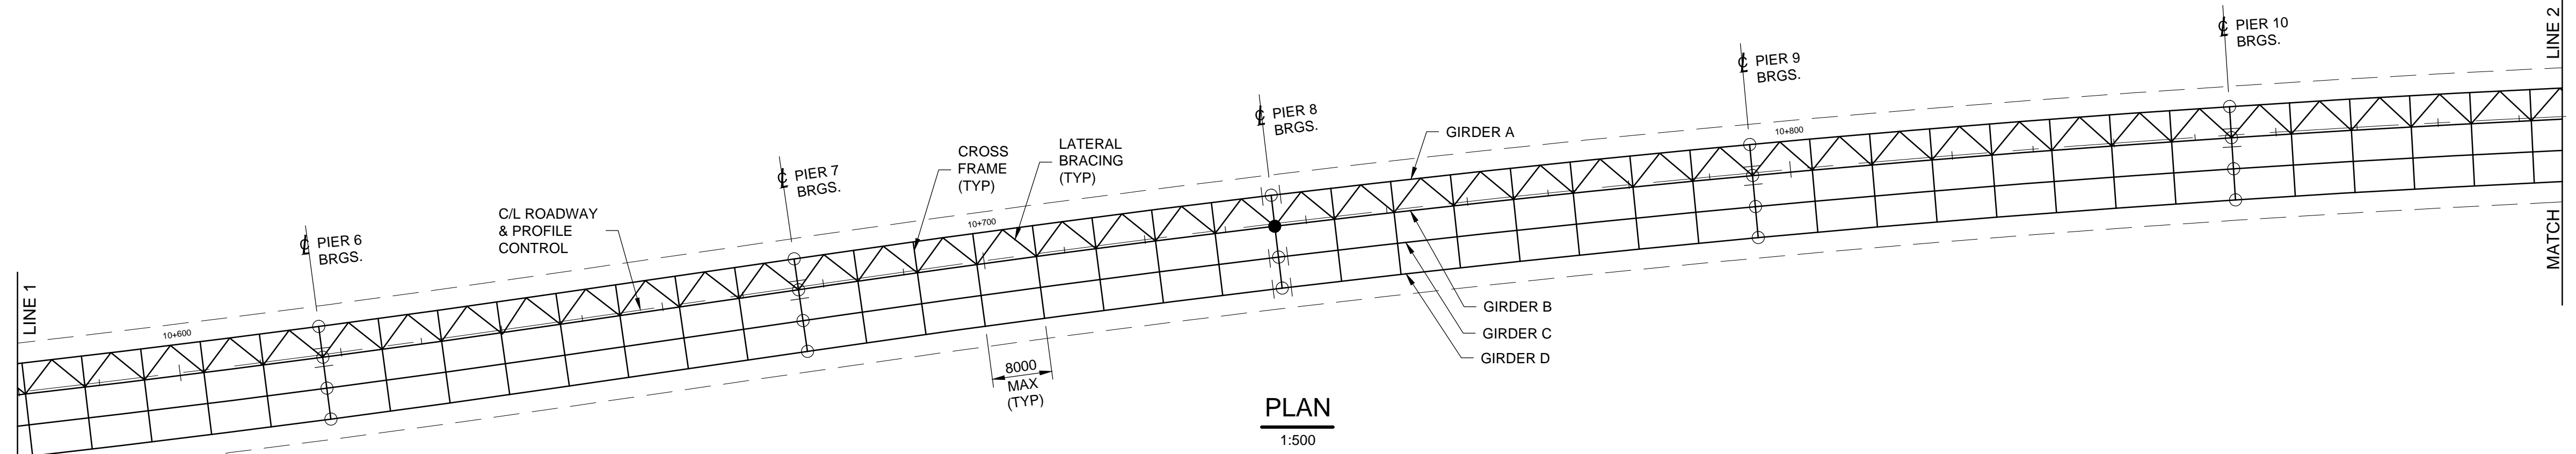 LINE 1
10+600
℄ PIER 6
BRGS.
C/L ROADWAY
& PROFILE
CONTROL
℄ PIER 7
BRGS.
CROSS
FRAME
(TYP)
LATERAL
BRACING
(TYP)
10+700
8000
MAX
(TYP)
℄ PIER 8
BRGS.
GIRDER A
GIRDER B
GIRDER C
GIRDER D
PLAN
1:500
℄ PIER 9
BRGS.
10+800
℄ PIER 10
BRGS.
MATCH LINE 2